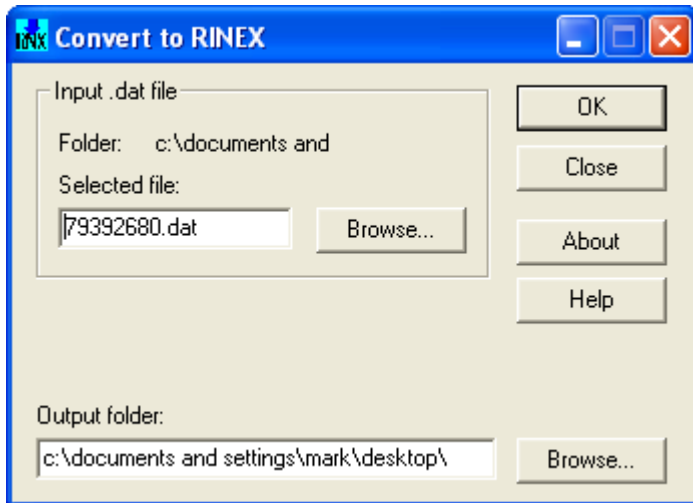 RINX Convert to RINEX
Input .dat file
Folder: c:\documents and
Selected file:
79392680.dat
Browse...
OK
Close
About
Help
Output folder:
c:\documents and settings\mark\desktop\
Browse...